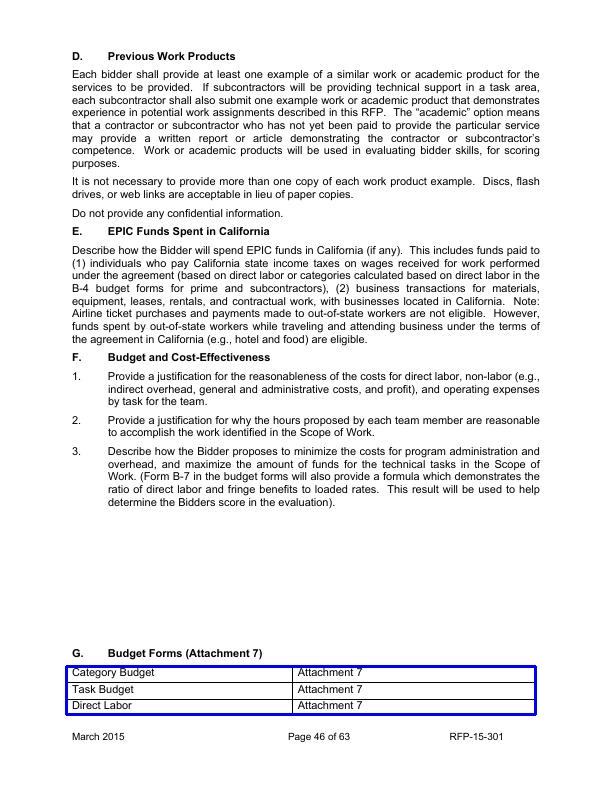 D. Previous Work Products
Each bidder shall provide at least one example of a similar work or academic product for the
services to be provided. If subcontractors will be providing technical support in a task area,
each subcontractor shall also submit one example work or academic product that demonstrates
experience in potential work assignments described in this RFP. The “academic” option means
that a contractor or subcontractor who has not yet been paid to provide the particular service
may provide a written report or article demonstrating the contractor or subcontractor’s
competence. Work or academic products will be used in evaluating bidder skills, for scoring
purposes.
It is not necessary to provide more than one copy of each work product example. Discs, flash
drives, or web links are acceptable in lieu of paper copies.
Do not provide any confidential information.
E. EPIC Funds Spent in California
Describe how the Bidder will spend EPIC funds in California (if any). This includes funds paid to
(1) individuals who pay California state income taxes on wages received for work performed
under the agreement (based on direct labor or categories calculated based on direct labor in the
B-4 budget forms for prime and subcontractors), (2) business transactions for materials,
equipment, leases, rentals, and contractual work, with businesses located in California. Note:
Airline ticket purchases and payments made to out-of-state workers are not eligible. However,
funds spent by out-of-state workers while traveling and attending business under the terms of
the agreement in California (e.g., hotel and food) are eligible.
F. Budget and Cost-Effectiveness
1. Provide a justification for the reasonableness of the costs for direct labor, non-labor (e.g.,
indirect overhead, general and administrative costs, and profit), and operating expenses
by task for the team.
2. Provide a justification for why the hours proposed by each team member are reasonable
to accomplish the work identified in the Scope of Work.
3. Describe how the Bidder proposes to minimize the costs for program administration and
overhead, and maximize the amount of funds for the technical tasks in the Scope of
Work. (Form B-7 in the budget forms will also provide a formula which demonstrates the
ratio of direct labor and fringe benefits to loaded rates. This result will be used to help
determine the Bidders score in the evaluation).
G. Budget Forms (Attachment 7)
Category Budget Attachment 7
Task Budget Attachment 7
Direct Labor Attachment 7
March 2015 Page 46 of 63 RFP-15-301